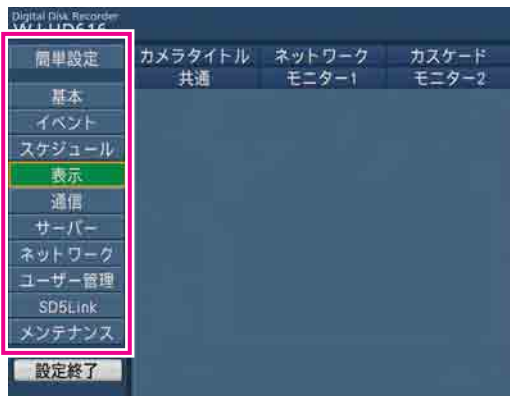 Digital Disk Recorder
WJ-HD616
簡単設定
カメラタイトル ネットワーク カスケード
共通 モニター1 モニター2
基本
イベント
スケジュール
表示
通信
サーバー
ネットワーク
ユーザー管理
SD5Link
メンテナンス
設定終了